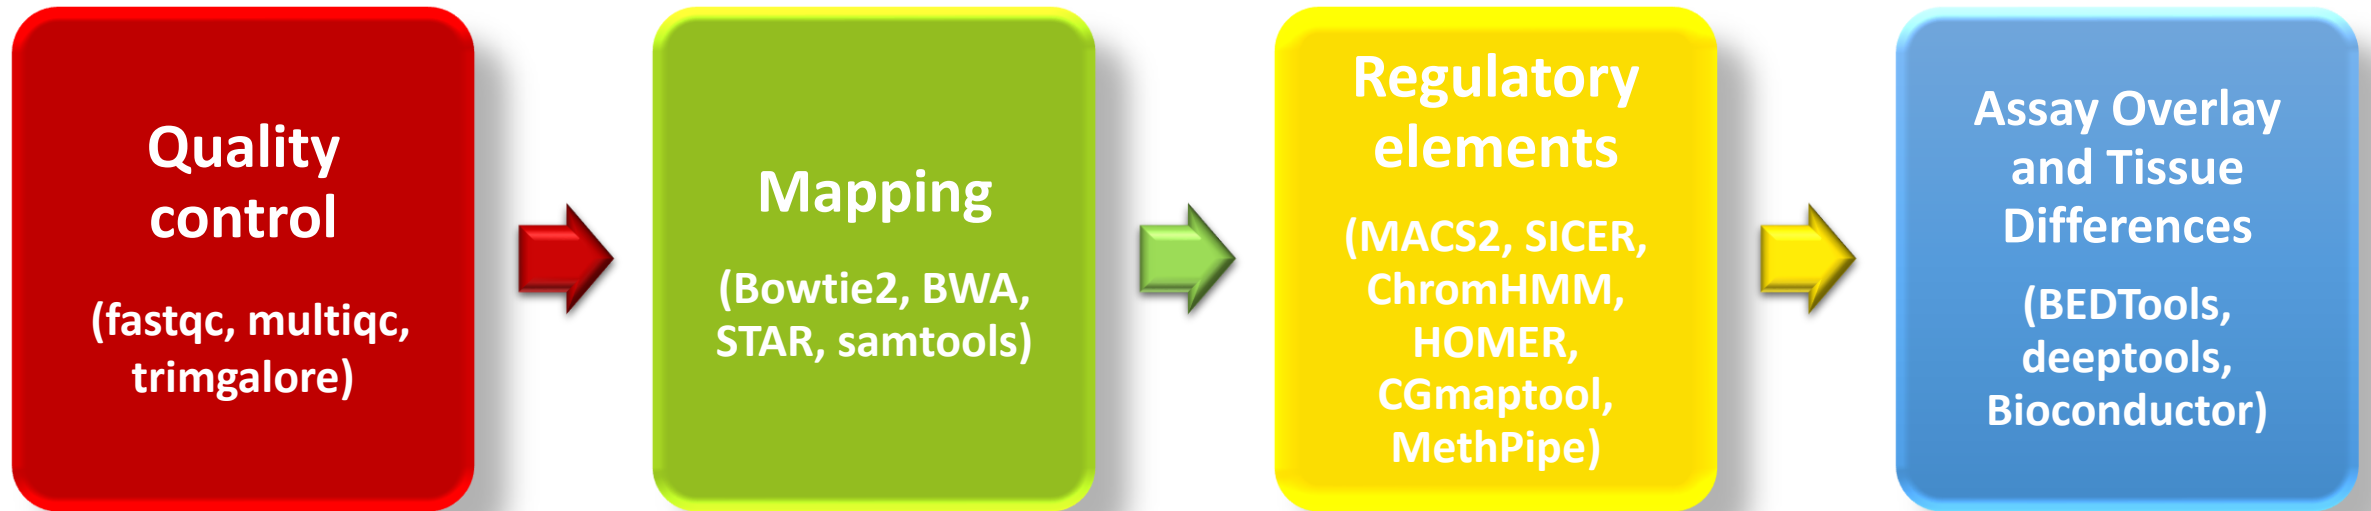 Quality
control
(fastqc, multiqc,
trimgalore)
Mapping
(Bowtie2, BWA,
STAR, samtools)
Regulatory
elements
(MACS2, SICER,
ChromHMM,
HOMER,
CGmaptool,
MethPipe)
Assay Overlay
and Tissue
Differences
(BEDTools,
deeptools,
Bioconductor)